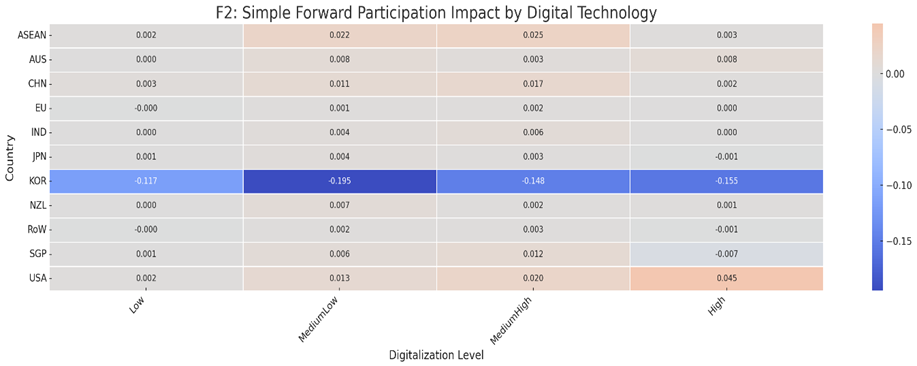 F2: Simple Forward Participation Impact by Digital Technology
ASEAN 0.002 0.022 0.025 0.003
AUS 0.000 0.008 0.003 0.008
CHN 0.003 0.011 0.017 0.002
EU -0.000 0.001 0.002 0.000
IND 0.000 0.004 0.006 0.000
JPN 0.001 0.004 0.003 -0.001
KOR -0.117 -0.195 -0.148 -0.155
NZL 0.000 0.007 0.002 0.001
RoW -0.000 0.002 0.003 -0.001
SGP 0.001 0.006 0.012 -0.007
USA 0.002 0.013 0.020 0.045
Country
Low MediumLow MediumHigh High
Digitalization Level
0.00
−0.05
−0.10
−0.15